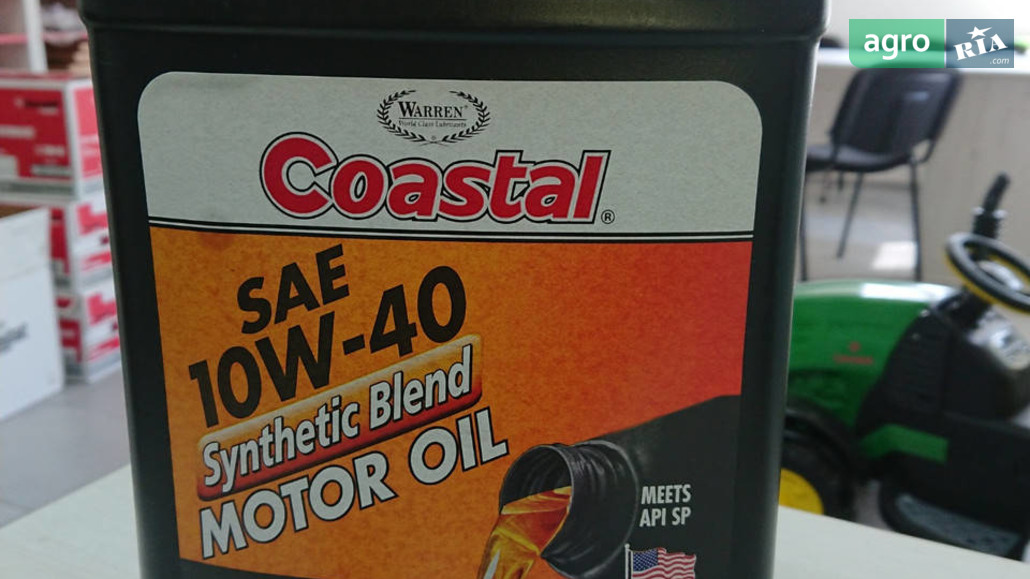 agro
RIA
.com
WARREN®
World Class Lubricants
Coastal®
SAE
10W-40
Synthetic Blend
MOTOR OIL
MEETS
API SP